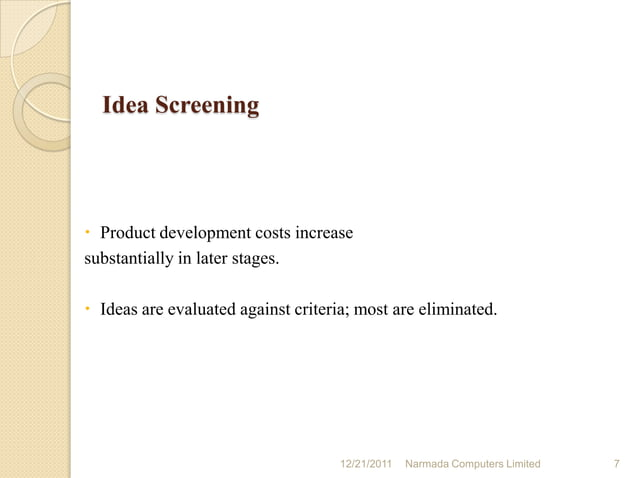 Idea Screening
• Product development costs increase
substantially in later stages.
• Ideas are evaluated against criteria; most are eliminated.
12/21/2011 Narmada Computers Limited 7